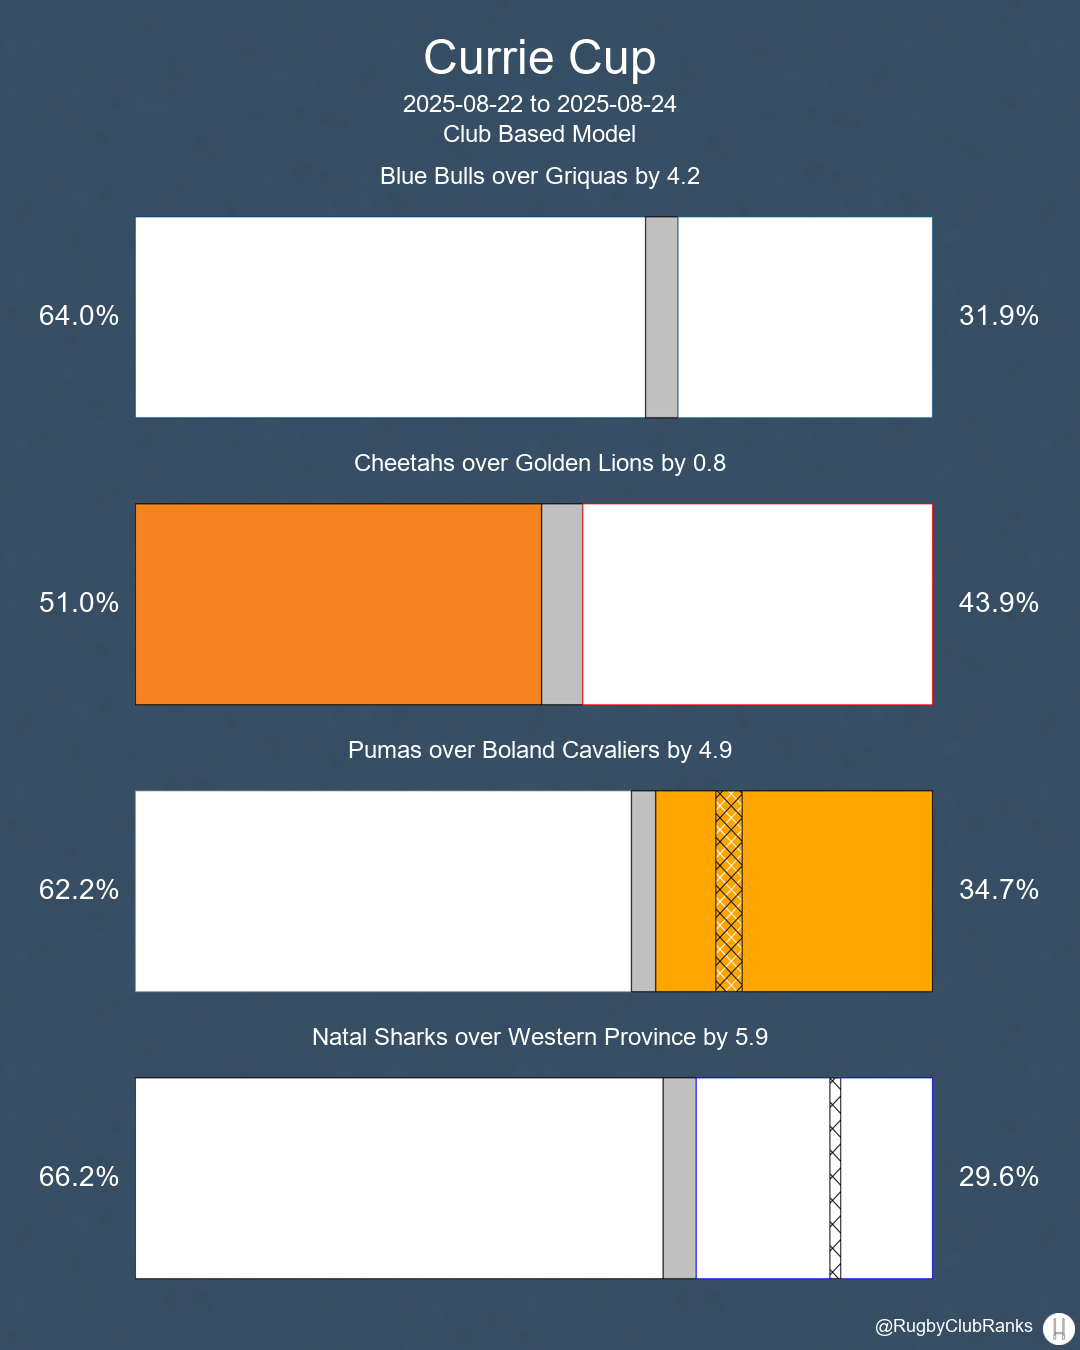 Currie Cup
2025-08-22 to 2025-08-24
Club Based Model
Blue Bulls over Griquas by 4.2
64.0%
31.9%
Cheetahs over Golden Lions by 0.8
51.0%
43.9%
Pumas over Boland Cavaliers by 4.9
62.2%
34.7%
Natal Sharks over Western Province by 5.9
66.2%
29.6%
@RugbyClubRanks